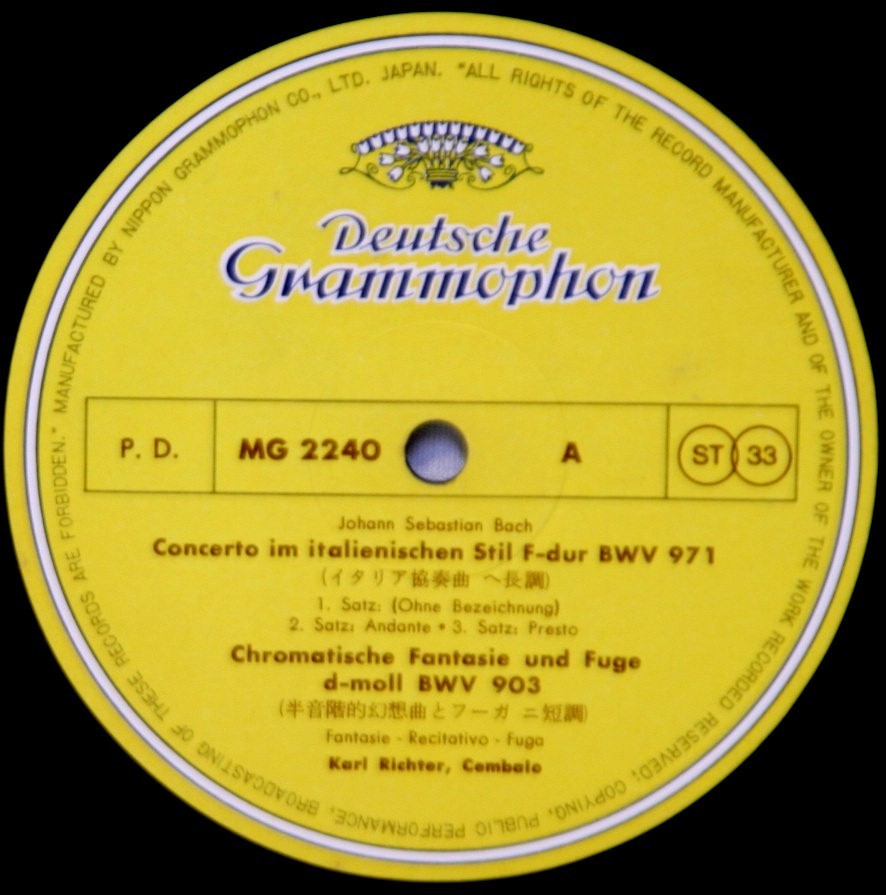 MANUFACTURED BY NIPPON GRAMMOPHON CO., LTD. JAPAN. "ALL RIGHTS OF THE RECORD MANUFACTURER AND OF THE OWNER OF THE WORK RECORDED RESERVED; COPYING, PUBLIC PERFORMANCE, BROADCASTING OF THESE RECORDS ARE FORBIDDEN."
Deutsche
Grammophon
P. D. MG 2240 A ST 33
Johann Sebastian Bach
Concerto im italienischen Stil F-dur BWV 971
(イタリア協奏曲 ヘ長調)
1. Satz: (Ohne Bezeichnung)
2. Satz: Andante • 3. Satz: Presto
Chromatische Fantasie und Fuge
d-moll BWV 903
(半音階的幻想曲とフーガ ニ短調)
Fantasie - Recitativo - Fuga
Karl Richter, Cembalo